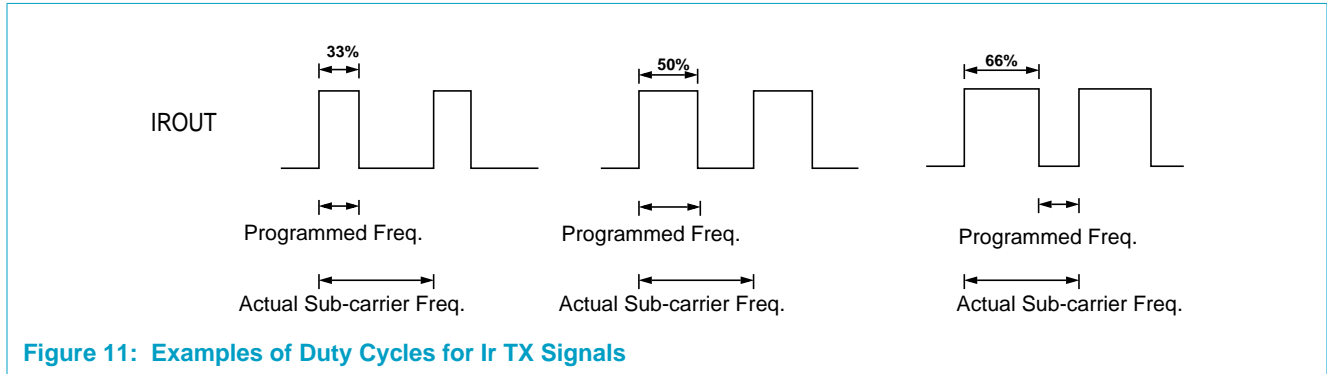 33%
50%
66%
IROUT
Programmed Freq.
Programmed Freq.
Programmed Freq.
Actual Sub-carrier Freq.
Actual Sub-carrier Freq.
Actual Sub-carrier Freq.
Figure 11: Examples of Duty Cycles for Ir TX Signals